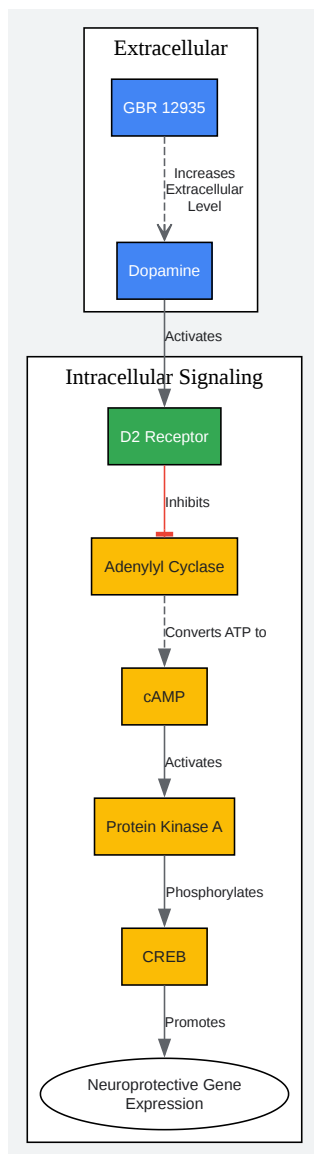 Extracellular
GBR 12935
Increases
Extracellular
Level
Dopamine
Activates
Intracellular Signaling
D2 Receptor
Inhibits
Adenylyl Cyclase
Converts ATP to
cAMP
Activates
Protein Kinase A
Phosphorylates
CREB
Promotes
Neuroprotective Gene
Expression